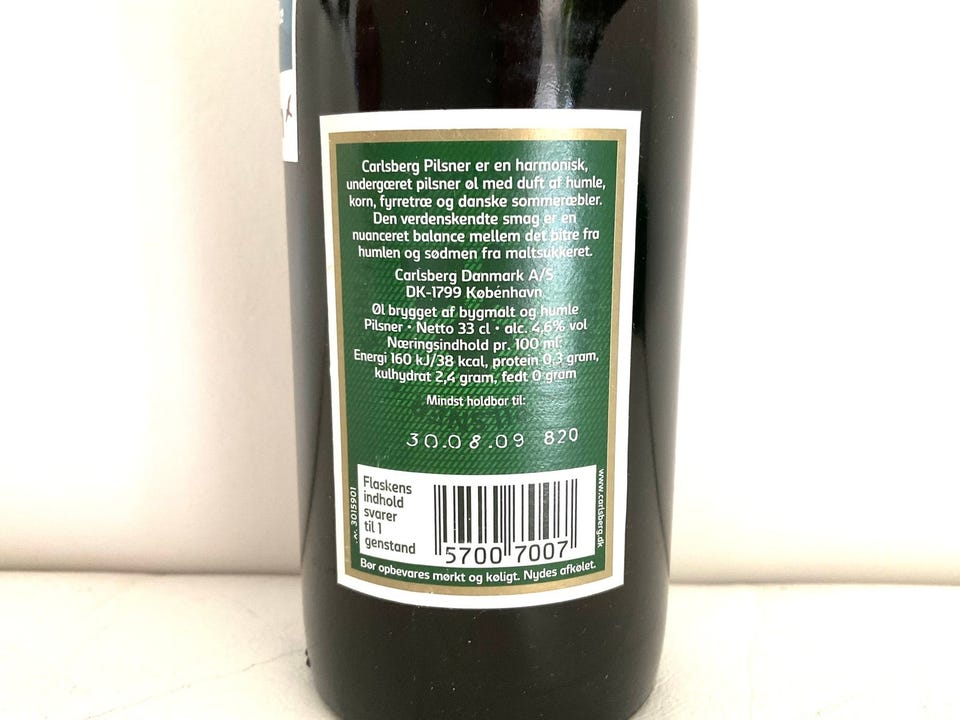 Carlsberg Pilsner er en harmonisk,
undergæret pilsner øl med duft af humle,
korn, fyrretræ og danske sommeræbler.
Den verdenskendte smag er en
nuanceret balance mellem det bitre fra
humlen og sødmen fra maltsukkeret.
Carlsberg Danmark A/S
DK-1799 København
Øl brygget af bygmalt og humle
Pilsner • Netto 33 cl • alc. 4,6% vol
Næringsindhold pr. 100 ml:
Energi 160 kJ/38 kcal, protein 0,3 gram,
kulhydrat 2,4 gram, fedt 0 gram
Mindst holdbar til:
30.08.09 820
Flaskens
indhold
svarer
til 1
genstand
5700 7007
3015901
www.carlsberg.dk
Bør opbevares mørkt og køligt. Nydes afkølet.